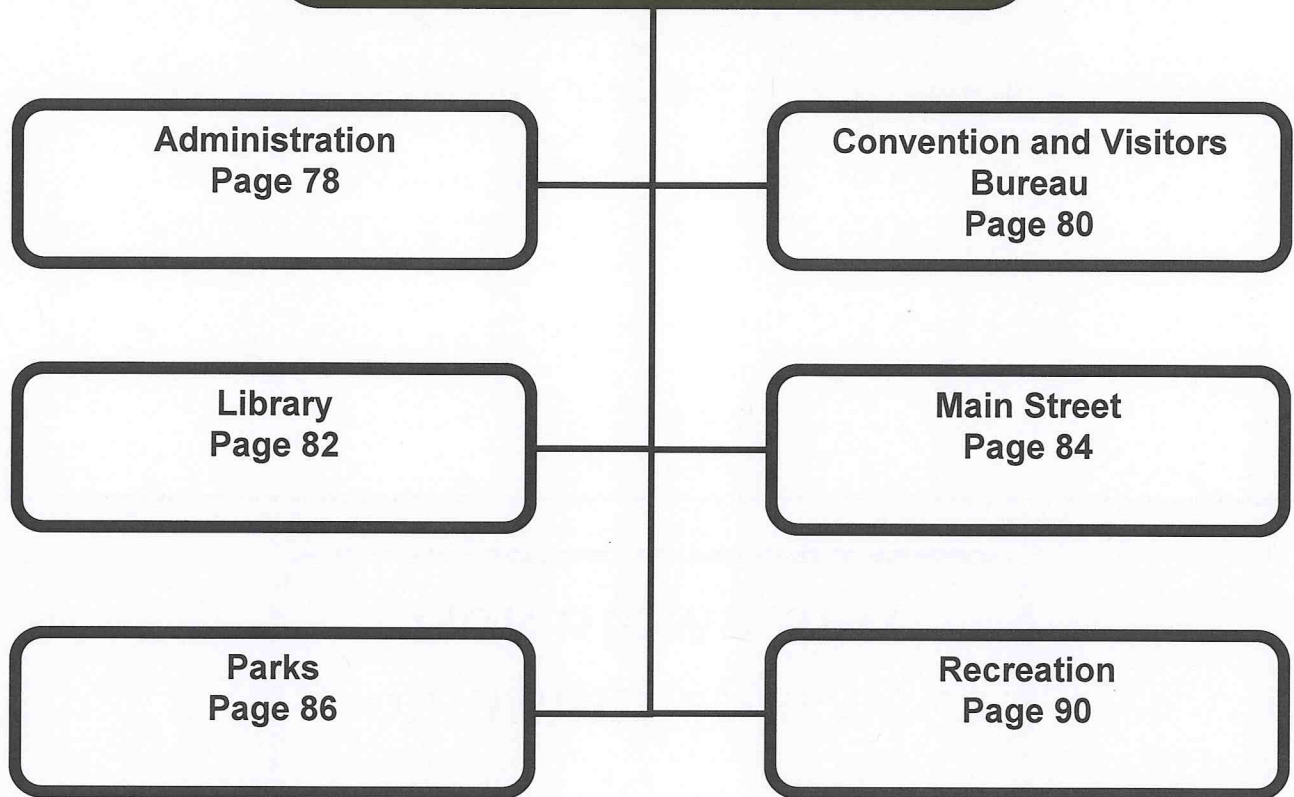 Administration
Page 78
Convention and Visitors
Bureau
Page 80
Library
Page 82
Main Street
Page 84
Parks
Page 86
Recreation
Page 90